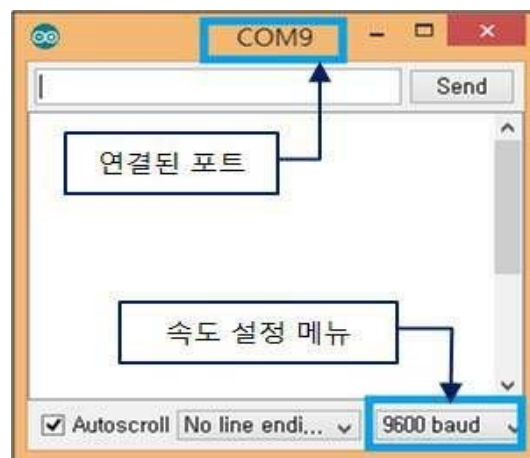 COM9
Send
연결된 포트
속도 설정 메뉴
Autoscroll
No line endi...
9600 baud